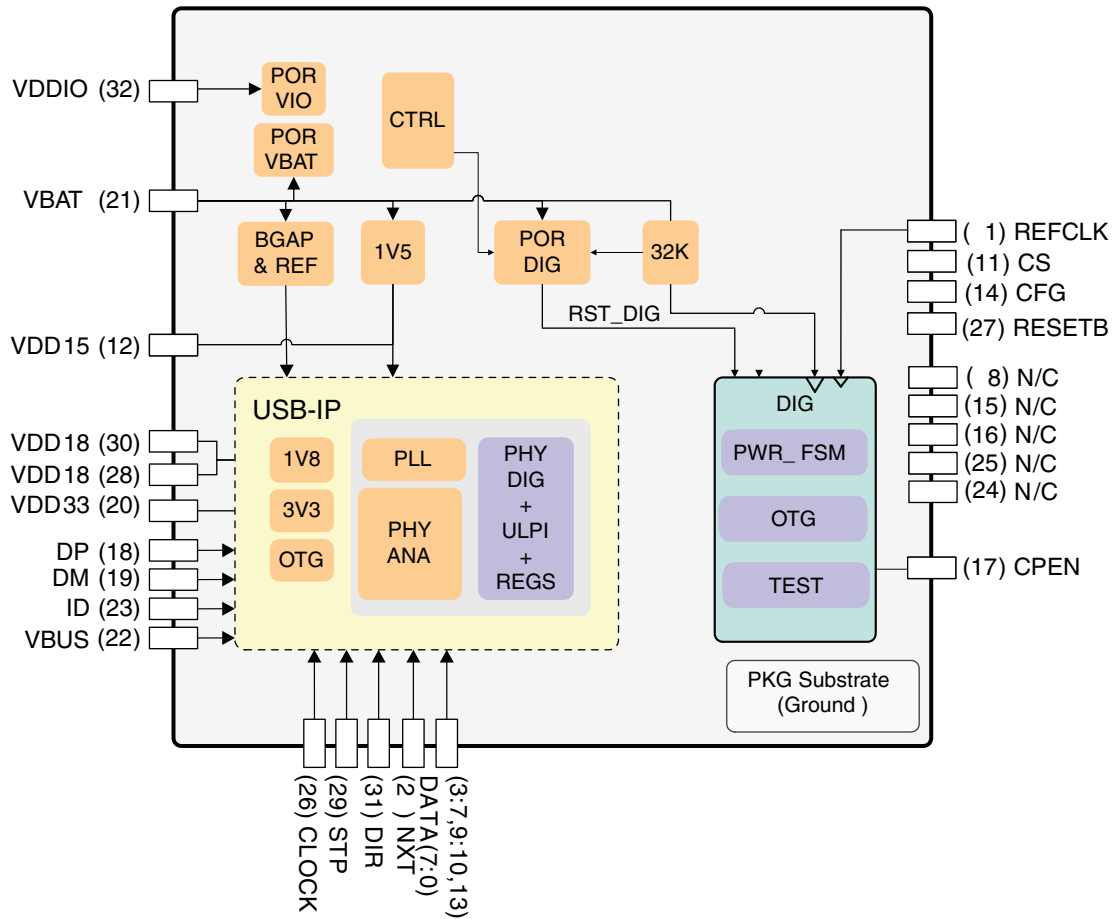 VDDIO (32)
POR
VIO
POR
VBAT
CTRL
VBAT (21)
BGAP
& REF
1V5
POR
DIG
32K
RST_DIG
VDD15 (12)
( 1) REFCLK
(11) CS
(14) CFG
(27) RESETB
( 8) N/C
(15) N/C
(16) N/C
(25) N/C
(24) N/C
(17) CPEN
USB-IP
VDD18 (30)
VDD18 (28)
VDD33 (20)
DP (18)
DM (19)
ID (23)
VBUS (22)
1V8
3V3
OTG
PLL
PHY
ANA
PHY
DIG
+
ULPI
+
REGS
DIG
PWR_ FSM
OTG
TEST
PKG Substrate
(Ground )
(26) CLOCK
(29) STP
(31) DIR
(2 ) NXT
DATA(7:0)
(3:7,9:10,13)